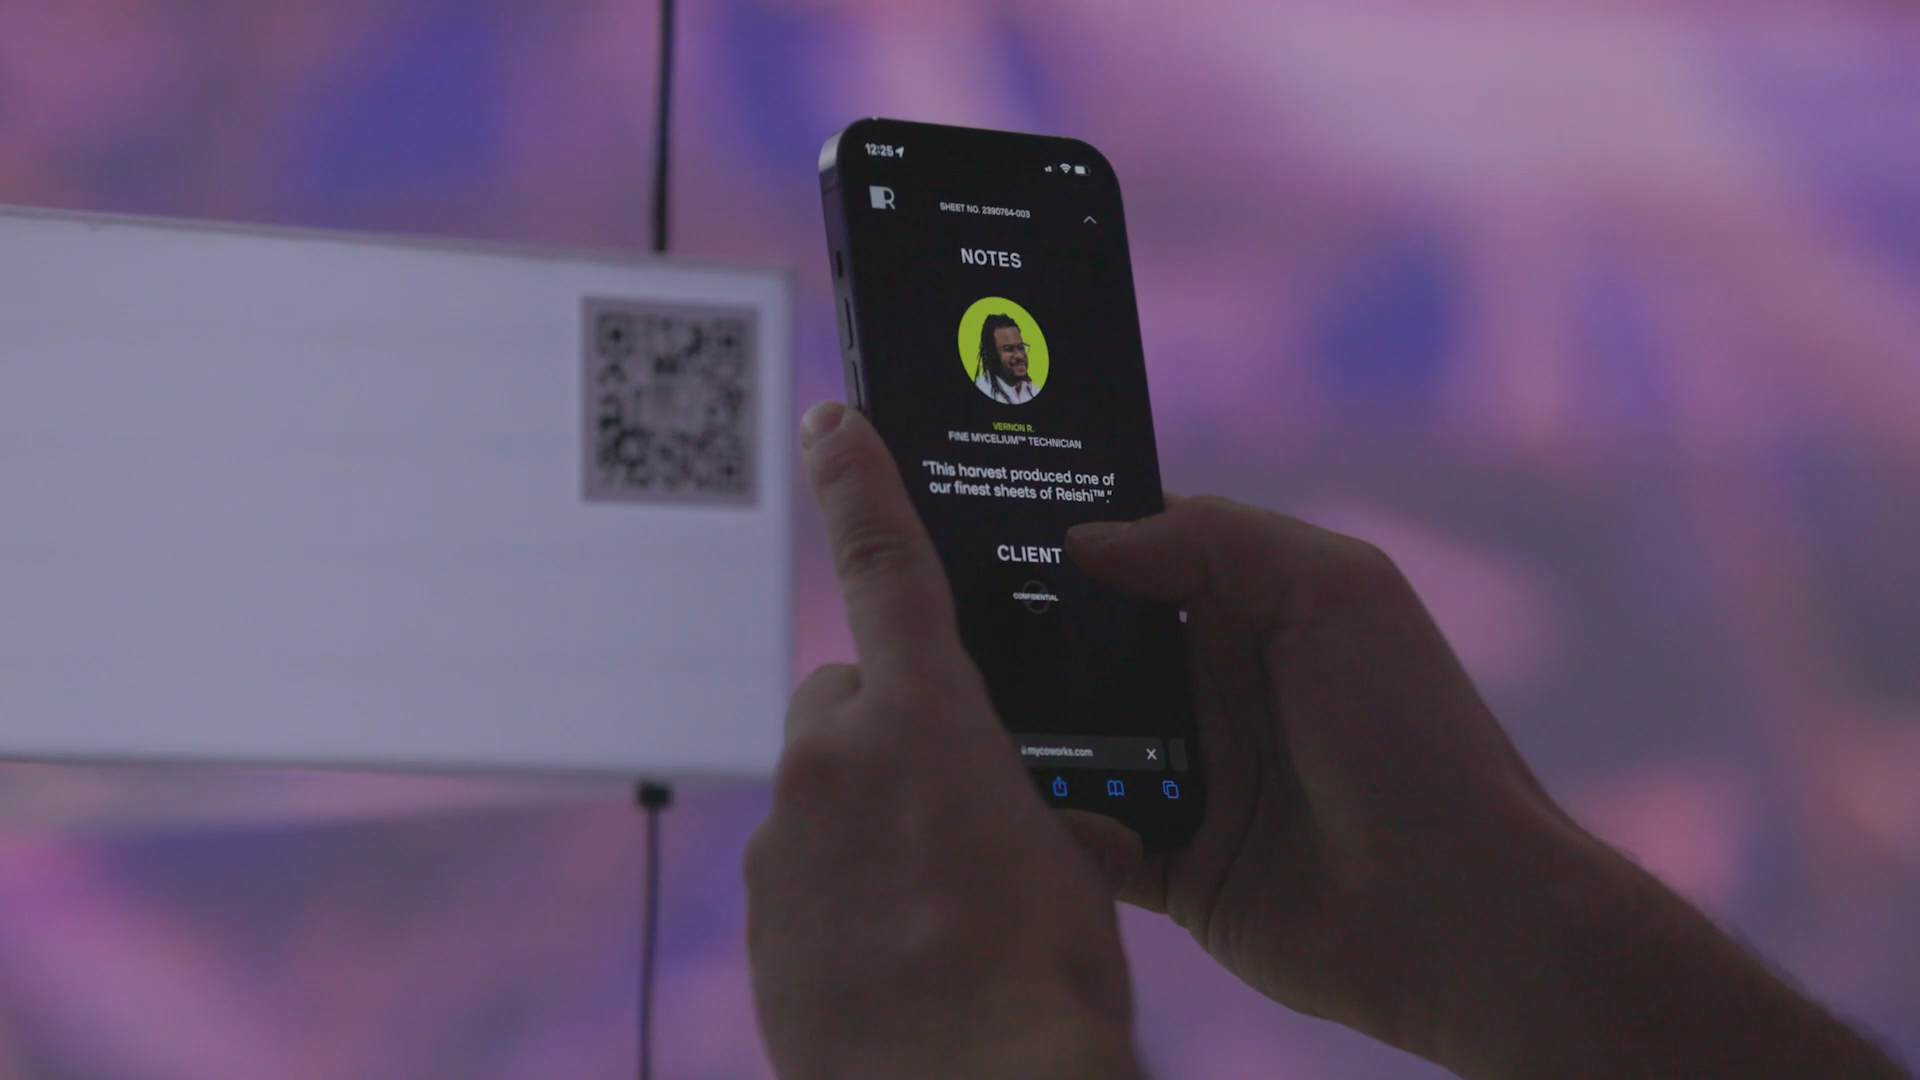 12:25
R
SHEET NO. 2390764-003
NOTES
VERNON R.
FINE MYCELIUM™ TECHNICIAN
"This harvest produced one of
our finest sheets of Reishi™."
CLIENT
CONFIDENTIAL
mycoworks.com